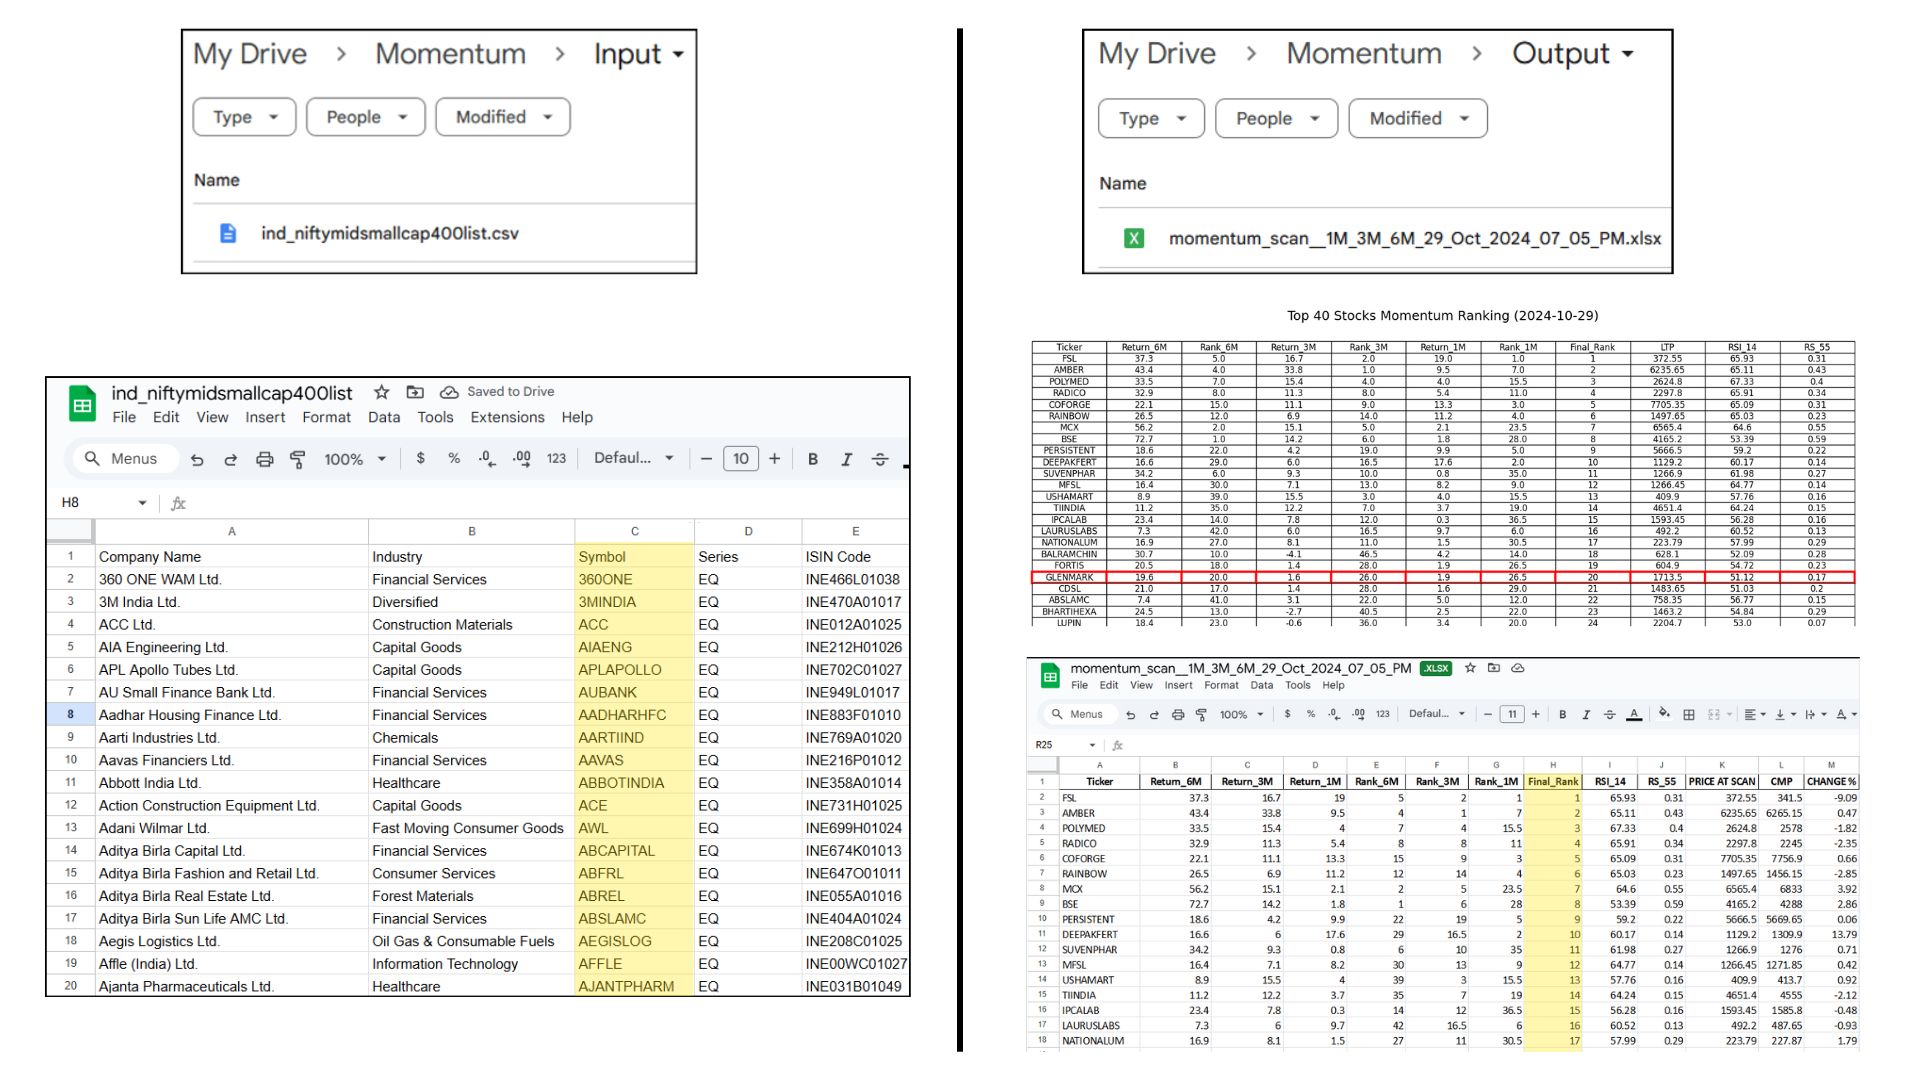 My Drive > Momentum > Input
Type People Modified
Name
ind_niftymidsmallcap400list.csv
ind_niftymidsmallcap400list Saved to Drive
File Edit View Insert Format Data Tools Extensions Help
Menus 100% $ % .0 .00 123 Defaul... − 10 + B I
H8 fx
A B C D E
1 Company Name Industry Symbol Series ISIN Code
2 360 ONE WAM Ltd. Financial Services 360ONE EQ INE466L01038
3 3M India Ltd. Diversified 3MINDIA EQ INE470A01017
4 ACC Ltd. Construction Materials ACC EQ INE012A01025
5 AIA Engineering Ltd. Capital Goods AIAENG EQ INE212H01026
6 APL Apollo Tubes Ltd. Capital Goods APLAPOLLO EQ INE702C01027
7 AU Small Finance Bank Ltd. Financial Services AUBANK EQ INE949L01017
8 Aadhar Housing Finance Ltd. Financial Services AADHARHFC EQ INE883F01010
9 Aarti Industries Ltd. Chemicals AARTIIND EQ INE769A01020
10 Aavas Financiers Ltd. Financial Services AAVAS EQ INE216P01012
11 Abbott India Ltd. Healthcare ABBOTINDIA EQ INE358A01014
12 Action Construction Equipment Ltd. Capital Goods ACE EQ INE731H01025
13 Adani Wilmar Ltd. Fast Moving Consumer Goods AWL EQ INE699H01024
14 Aditya Birla Capital Ltd. Financial Services ABCAPITAL EQ INE674K01013
15 Aditya Birla Fashion and Retail Ltd. Consumer Services ABFRL EQ INE647O01011
16 Aditya Birla Real Estate Ltd. Forest Materials ABREL EQ INE055A01016
17 Aditya Birla Sun Life AMC Ltd. Financial Services ABSLAMC EQ INE404A01024
18 Aegis Logistics Ltd. Oil Gas & Consumable Fuels AEGISLOG EQ INE208C01025
19 Affle (India) Ltd. Information Technology AFFLE EQ INE00WC01027
20 Ajanta Pharmaceuticals Ltd. Healthcare AJANTPHARM EQ INE031B01049
My Drive > Momentum > Output
Type People Modified
Name
X momentum_scan__1M_3M_6M_29_Oct_2024_07_05_PM.xlsx
Top 40 Stocks Momentum Ranking (2024-10-29)
Ticker Return_6M Rank_6M Return_3M Rank_3M Return_1M Rank_1M Final_Rank LTP RSI_14 RS_55
FSL 37.3 5.0 16.7 2.0 19.0 1.0 1 372.55 65.93 0.31
AMBER 43.4 4.0 33.8 1.0 9.5 7.0 2 6235.65 65.11 0.43
POLYMED 33.5 7.0 15.4 4.0 4.0 15.5 3 2624.8 67.33 0.4
RADICO 32.9 8.0 11.3 8.0 5.4 11.0 4 2297.8 65.91 0.34
COFORGE 22.1 15.0 11.1 9.0 13.3 3.0 5 7705.35 65.09 0.31
RAINBOW 26.5 12.0 6.9 14.0 11.2 4.0 6 1497.65 65.03 0.23
MCX 56.2 2.0 15.1 5.0 2.1 23.5 7 6565.4 64.6 0.55
BSE 72.7 1.0 14.2 6.0 1.8 28.0 8 4165.2 53.39 0.59
PERSISTENT 18.6 22.0 4.2 19.0 9.9 5.0 9 5666.5 59.2 0.22
DEEPAKFERT 16.6 29.0 6.0 16.5 17.6 2.0 10 1129.2 60.17 0.14
SUVENPHAR 34.2 6.0 9.3 10.0 0.8 35.0 11 1266.9 61.98 0.27
MFSL 16.4 30.0 7.1 13.0 8.2 9.0 12 1266.45 64.77 0.14
USHAMART 8.9 39.0 15.5 3.0 4.0 15.5 13 409.9 57.76 0.16
TIINDIA 11.2 35.0 12.2 7.0 3.7 19.0 14 4651.4 64.24 0.15
IPCALAB 23.4 14.0 7.8 12.0 0.3 36.5 15 1593.45 56.28 0.16
LAURUSLABS 7.3 42.0 6.0 16.5 9.7 6.0 16 492.2 60.52 0.13
NATIONALUM 16.9 27.0 8.1 11.0 1.5 30.5 17 223.79 57.99 0.29
BALRAMCHIN 30.7 10.0 -4.1 46.5 4.2 14.0 18 628.1 52.09 0.28
FORTIS 20.5 18.0 1.4 28.0 1.9 26.5 19 604.9 54.72 0.23
GLENMARK 19.6 20.0 1.6 26.0 1.9 26.5 20 1713.5 51.12 0.17
CDSL 21.0 17.0 1.4 28.0 1.6 29.0 21 1483.65 51.03 0.2
ABSLAMC 7.4 41.0 3.1 22.0 5.0 12.0 22 758.35 56.77 0.15
BHARTIHEXA 24.5 13.0 -2.7 40.5 2.5 22.0 23 1463.2 54.84 0.29
LUPIN 18.4 23.0 -0.6 36.0 3.4 20.0 24 2204.7 53.0 0.07
momentum_scan__1M_3M_6M_29_Oct_2024_07_05_PM .XLSX
File Edit View Insert Format Data Tools Help
Menus 100% $ % .0 .00 123 Defaul... − 11 + B I A
R25 fx
A B C D E F G H I J K L M
1 Ticker Return_6M Return_3M Return_1M Rank_6M Rank_3M Rank_1M Final_Rank RSI_14 RS_55 PRICE AT SCAN CMP CHANGE %
2 FSL 37.3 16.7 19 5 2 1 1 65.93 0.31 372.55 341.5 -9.09
3 AMBER 43.4 33.8 9.5 4 1 7 2 65.11 0.43 6235.65 6265.15 0.47
4 POLYMED 33.5 15.4 4 7 4 15.5 3 67.33 0.4 2624.8 2578 -1.82
5 RADICO 32.9 11.3 5.4 8 8 11 4 65.91 0.34 2297.8 2245 -2.35
6 COFORGE 22.1 11.1 13.3 15 9 3 5 65.09 0.31 7705.35 7756.9 0.66
7 RAINBOW 26.5 6.9 11.2 12 14 4 6 65.03 0.23 1497.65 1456.15 -2.85
8 MCX 56.2 15.1 2.1 2 5 23.5 7 64.6 0.55 6565.4 6833 3.92
9 BSE 72.7 14.2 1.8 1 6 28 8 53.39 0.59 4165.2 4288 2.86
10 PERSISTENT 18.6 4.2 9.9 22 19 5 9 59.2 0.22 5666.5 5669.65 0.06
11 DEEPAKFERT 16.6 6 17.6 29 16.5 2 10 60.17 0.14 1129.2 1309.9 13.79
12 SUVENPHAR 34.2 9.3 0.8 6 10 35 11 61.98 0.27 1266.9 1276 0.71
13 MFSL 16.4 7.1 8.2 30 13 9 12 64.77 0.14 1266.45 1271.85 0.42
14 USHAMART 8.9 15.5 4 39 3 15.5 13 57.76 0.16 409.9 413.7 0.92
15 TIINDIA 11.2 12.2 3.7 35 7 19 14 64.24 0.15 4651.4 4555 -2.12
16 IPCALAB 23.4 7.8 0.3 14 12 36.5 15 56.28 0.16 1593.45 1585.8 -0.48
17 LAURUSLABS 7.3 6 9.7 42 16.5 6 16 60.52 0.13 492.2 487.65 -0.93
18 NATIONALUM 16.9 8.1 1.5 27 11 30.5 17 57.99 0.29 223.79 227.87 1.79